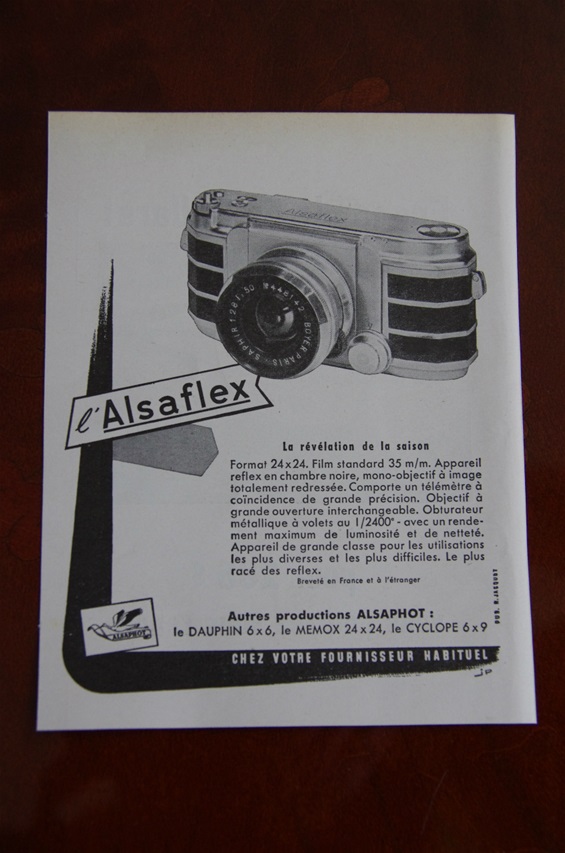 Alsaflex
SAPHIR 1:2.8 f.50 BOYER PARIS
l'Alsaflex
La révélation de la saison
Format 24x24. Film standard 35 m/m. Appareil
reflex en chambre noire, mono-objectif à image
totalement redressée. Comporte un télémètre à
coïncidence de grande précision. Objectif à
grande ouverture interchangeable. Obturateur
métallique à volets au 1/2400° - avec un rende-
ment maximum de luminosité et de netteté.
Appareil de grande classe pour les utilisations
les plus diverses et les plus difficiles. Le plus
racé des reflex.
Breveté en France et à l'étranger
PUB. R. JACQUET
ALSAPHOT
Autres productions ALSAPHOT :
le DAUPHIN 6x6, le MEMOX 24x24, le CYCLOPE 6x9
CHEZ VOTRE FOURNISSEUR HABITUEL